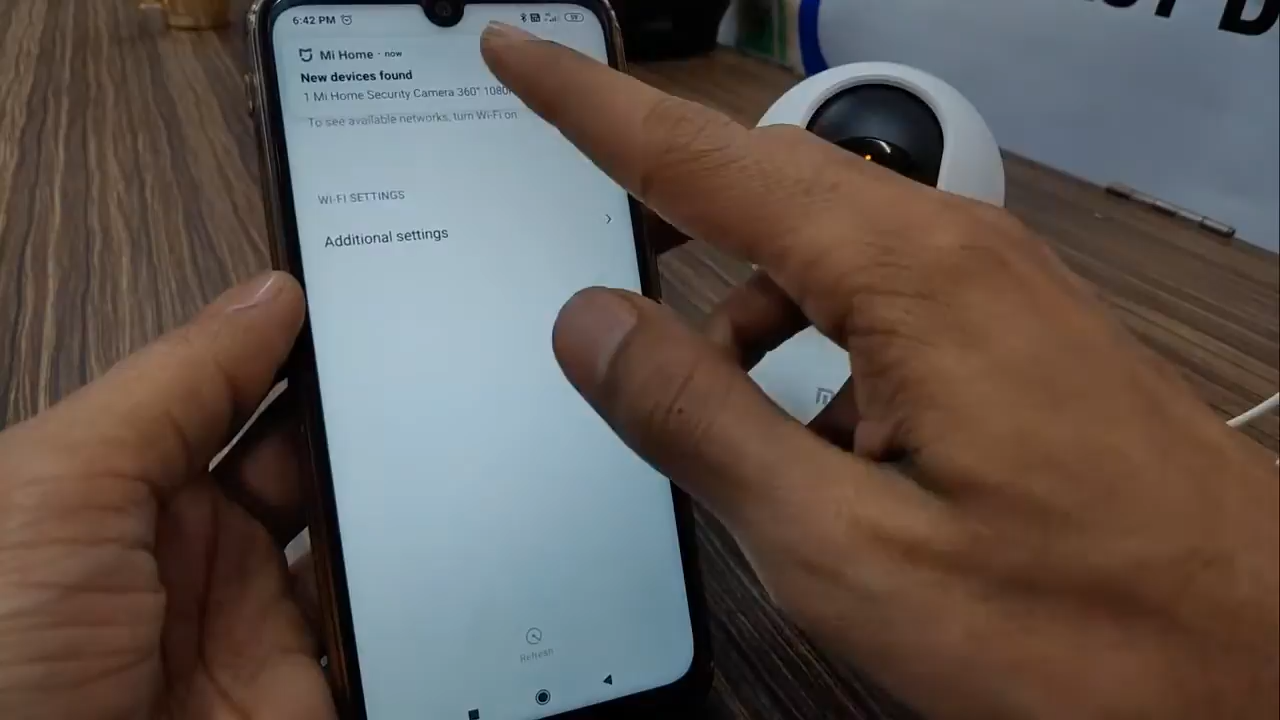 6:42 PM
Mi Home · now
New devices found
1 Mi Home Security Camera 360° 1080
To see available networks, turn Wi-Fi on
WI-FI SETTINGS
Additional settings
Refresh